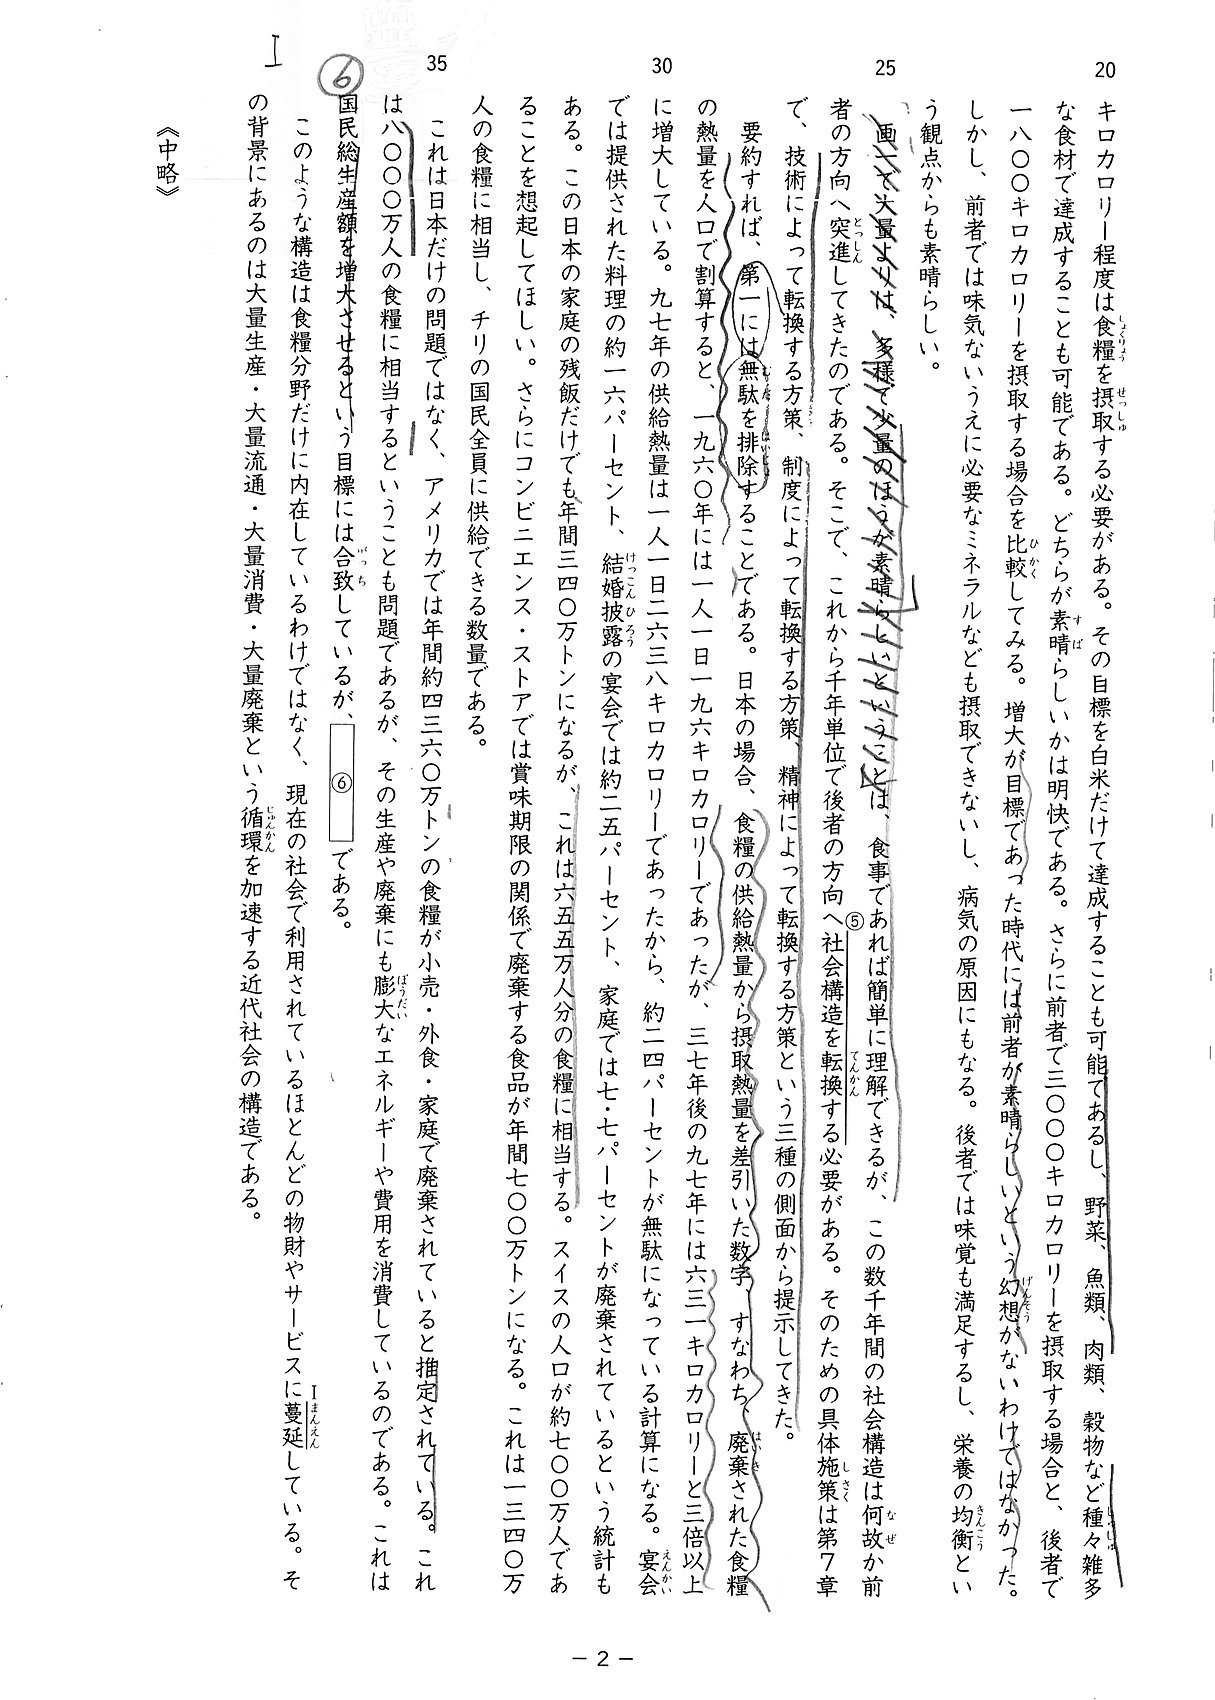 20
キロカロリー程度は食糧を摂取する必要がある。その目標を白米だけで達成することも可能であるし、野菜、魚類、肉類、穀物など種々雑多
な食材で達成することも可能である。どちらが素晴らしいかは明快である。さらに前者で三〇〇〇キロカロリーを摂取する場合と、後者で
一八〇〇キロカロリーを摂取する場合を比較してみる。増大が目標であった時代には前者が素晴らしいという幻想がないわけではなかった。
しかし、前者では味気ないうえに必要なミネラルなども摂取できないし、病気の原因にもなる。後者では味覚も満足するし、栄養の均衡とい
う観点からも素晴らしい。
25
画一で大量よりは、多様で少量のほうが素晴らしいということは、食事であれば簡単に理解できるが、この数千年間の社会構造は何故か前
者の方向へ突進してきたのである。そこで、これから千年単位で後者の方向へ⑤社会構造を転換する必要がある。そのための具体施策は第7章
で、技術によって転換する方策、制度によって転換する方策、精神によって転換する方策という三種の側面から提示してきた。
要約すれば、第一には無駄を排除することである。日本の場合、食糧の供給熱量から摂取熱量を差引いた数字、すなわち、廃棄された食糧
の熱量を人口で割算すると、一九六〇年には一人一日一九六キロカロリーであったが、三七年後の九七年には六三一キロカロリーと三倍以上
30
に増大している。九七年の供給熱量は一人一日二六三八キロカロリーであったから、約二四パーセントが無駄になっている計算になる。宴会
では提供された料理の約一六パーセント、結婚披露の宴会では約二五パーセント、家庭では七・七パーセントが廃棄されているという統計も
ある。この日本の家庭の残飯だけでも年間三四〇万トンになるが、これは六五五万人分の食糧に相当する。スイスの人口が約七〇〇万人であ
ることを想起してほしい。さらにコンビニエンス・ストアでは賞味期限の関係で廃棄する食品が年間七〇〇万トンになる。これは一三四〇万
人の食糧に相当し、チリの国民全員に供給できる数量である。
35
これは日本だけの問題ではなく、アメリカでは年間約四三六〇万トンの食糧が小売・外食・家庭で廃棄されていると推定されている。これ
は八〇〇〇万人の食糧に相当するということも問題であるが、その生産や廃棄にも膨大なエネルギーや費用を消費しているのである。これは
⑥
国民総生産額を増大させるという目標には合致しているが、⑥である。
このような構造は食糧分野だけに内在しているわけではなく、現在の社会で利用されているほとんどの物財やサービスにI蔓延している。そ
I
の背景にあるのは大量生産・大量流通・大量消費・大量廃棄という循環を加速する近代社会の構造である。
《中略》
− 2 −